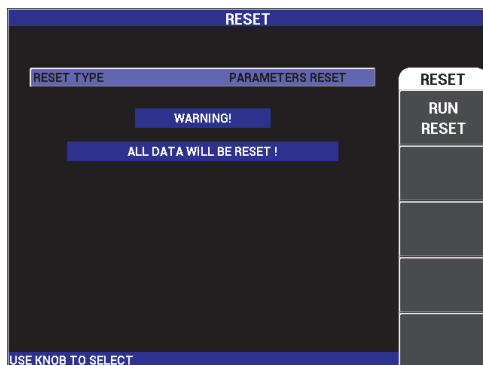 RESET
RESET TYPE PARAMETERS RESET
RESET
RUN
RESET
WARNING!
ALL DATA WILL BE RESET !
USE KNOB TO SELECT